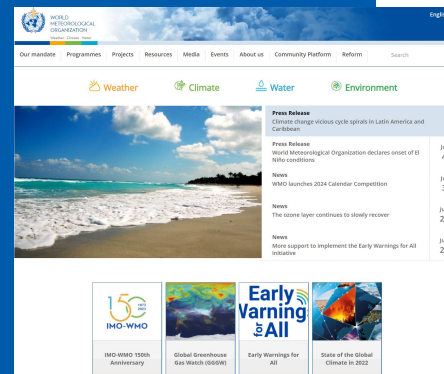 WORLD
METEOROLOGICAL
ORGANIZATION
Weather Climate Water
Our mandate Programmes Projects Resources Media Events About us Community Platform Reform Search
Weather Climate Water Environment
Press Release
Climate change vicious cycle spirals in Latin America and
Caribbean
Press Release
World Meteorological Organization declares onset of El
Niño conditions
News
WMO launches 2024 Calendar Competition
News
The ozone layer continues to slowly recover
News
More support to implement the Early Warnings for All
Initiative
IMO-WMO
Early
for All
IMO-WMO 150th
Anniversary
Global Greenhouse
Gas Watch (GGGW)
Early Warnings for
All
State of the Global
Climate in 2022